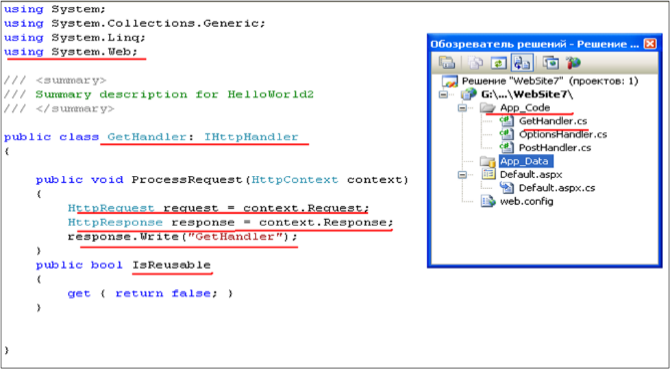 using System;
using System.Collections.Generic;
using System.Linq;
using System.Web;
/// <summary>
/// Summary description for HelloWorld2
/// </summary>
public class GetHandler: IHttpHandler
{
public void ProcessRequest(HttpContext context)
{
HttpRequest request = context.Request;
HttpResponse response = context.Response;
response.Write("GetHandler");
}
public bool IsReusable
{
get { return false; }
}
}
Обозреватель решений - Решение ...
Решение "WebSite7" (проектов: 1)
G:\...\WebSite7\
App_Code
GetHandler.cs
OptionsHandler.cs
PostHandler.cs
App_Data
Default.aspx
Default.aspx.cs
web.config